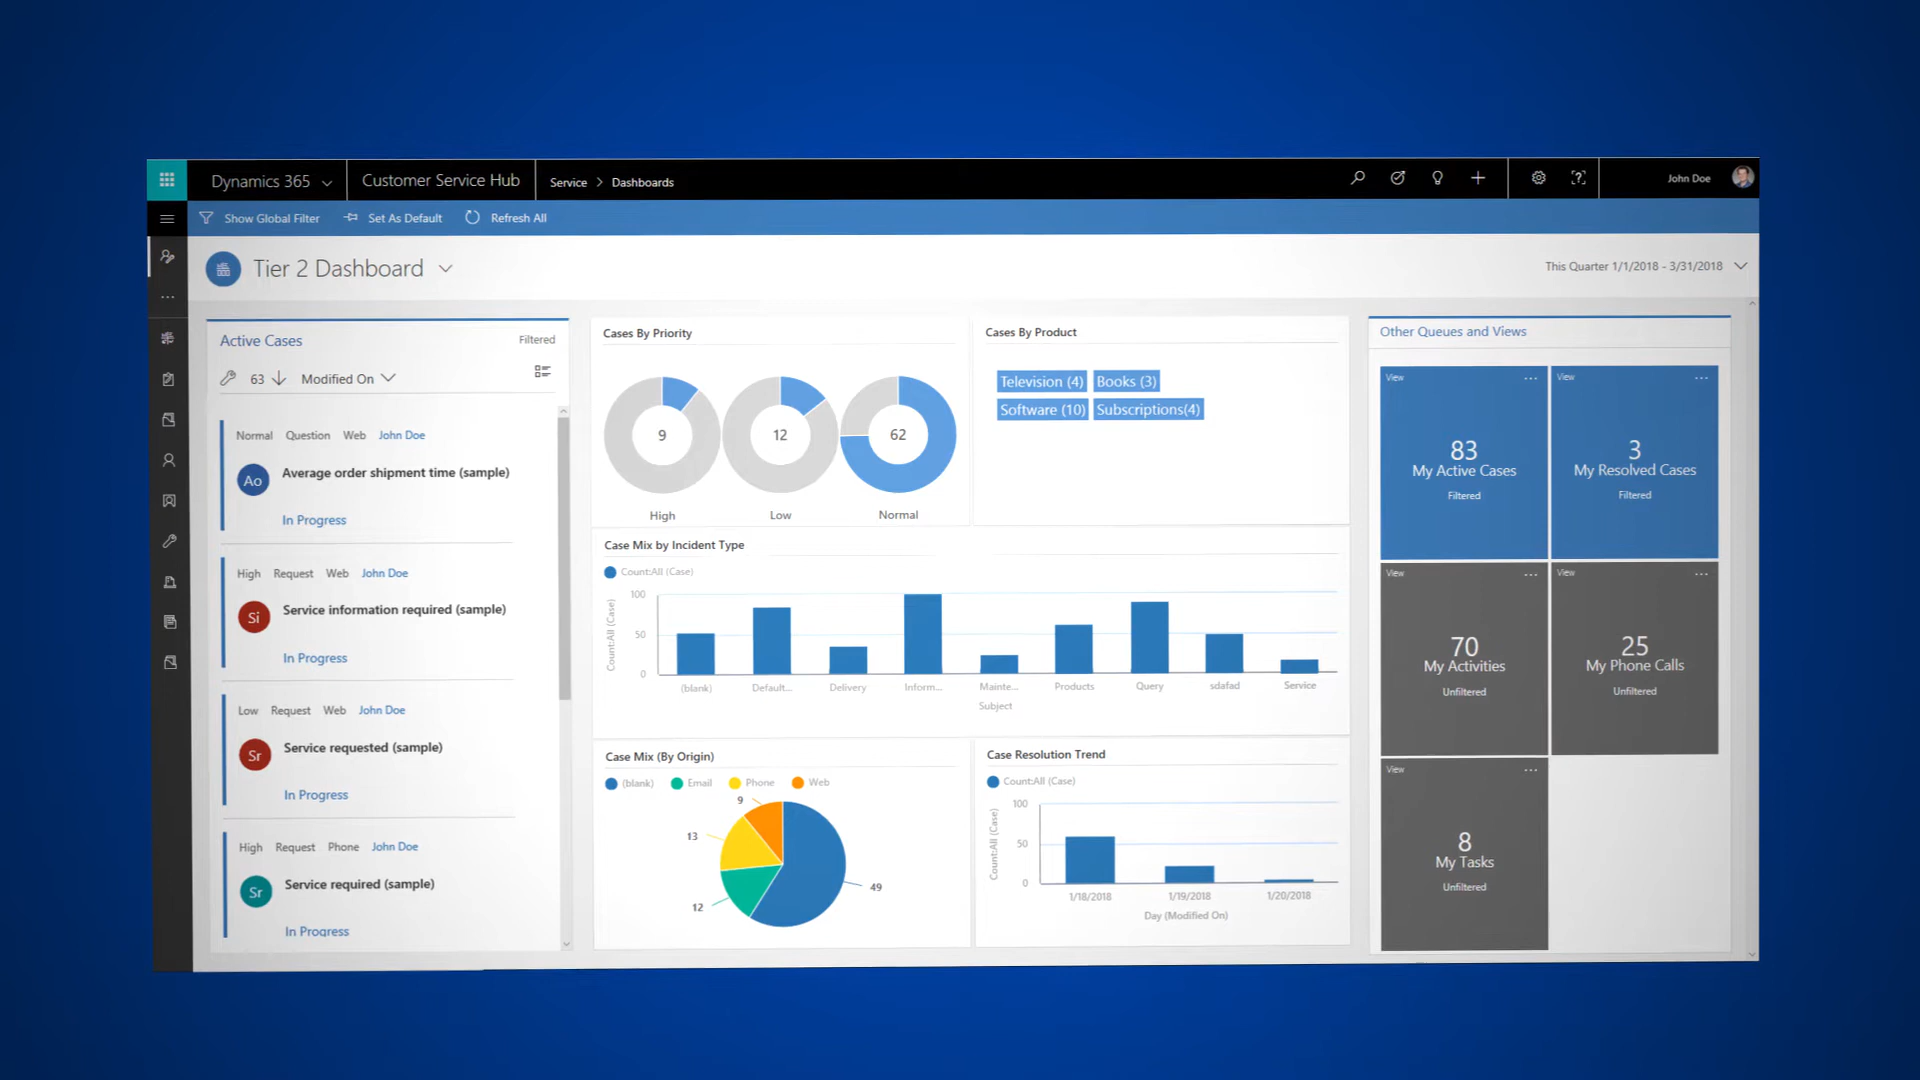 Dynamics 365
Customer Service Hub
Service > Dashboards
John Doe
Show Global Filter
Set As Default
Refresh All
Tier 2 Dashboard
This Quarter 1/1/2018 - 3/31/2018
Active Cases
Filtered
63
Modified On
Normal Question Web John Doe
Ao
Average order shipment time (sample)
In Progress
High Request Web John Doe
Si
Service information required (sample)
In Progress
Low Request Web John Doe
Sr
Service requested (sample)
In Progress
High Request Phone John Doe
Sr
Service required (sample)
In Progress
Cases By Priority
9
12
62
High
Low
Normal
Cases By Product
Television (4)
Books (3)
Software (10)
Subscriptions(4)
Case Mix by Incident Type
Count:All (Case)
Count:All (Case)
100
50
0
(blank)
Default...
Delivery
Inform...
Mainte...
Products
Query
sdafad
Service
Subject
Case Mix (By Origin)
(blank)
Email
Phone
Web
9
13
12
49
Case Resolution Trend
Count:All (Case)
Count:All (Case)
100
50
0
1/18/2018
1/19/2018
1/20/2018
Day (Modified On)
Other Queues and Views
View ...
83
My Active Cases
Filtered
View ...
3
My Resolved Cases
Filtered
View ...
70
My Activities
Unfiltered
View ...
25
My Phone Calls
Unfiltered
View ...
8
My Tasks
Unfiltered